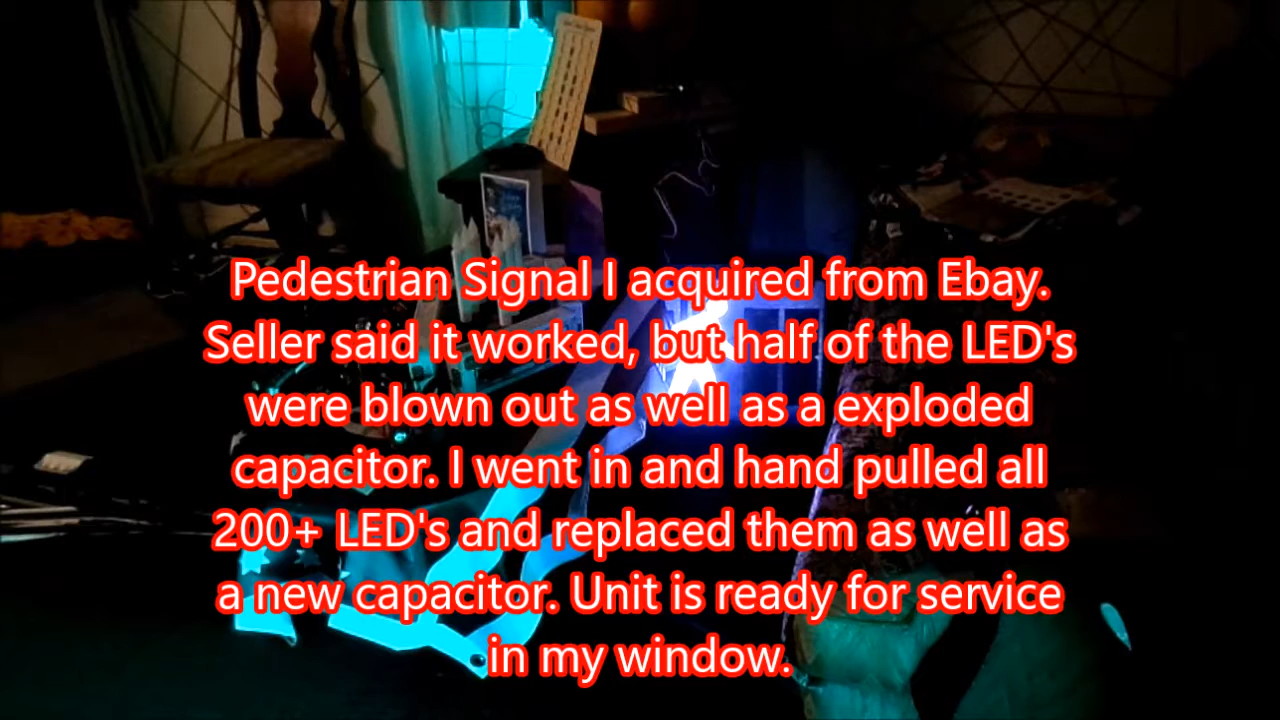 Pedestrian Signal I acquired from Ebay.
Seller said it worked, but half of the LED's
were blown out as well as a exploded
capacitor. I went in and hand pulled all
200+ LED's and replaced them as well as
a new capacitor. Unit is ready for service
in my window.